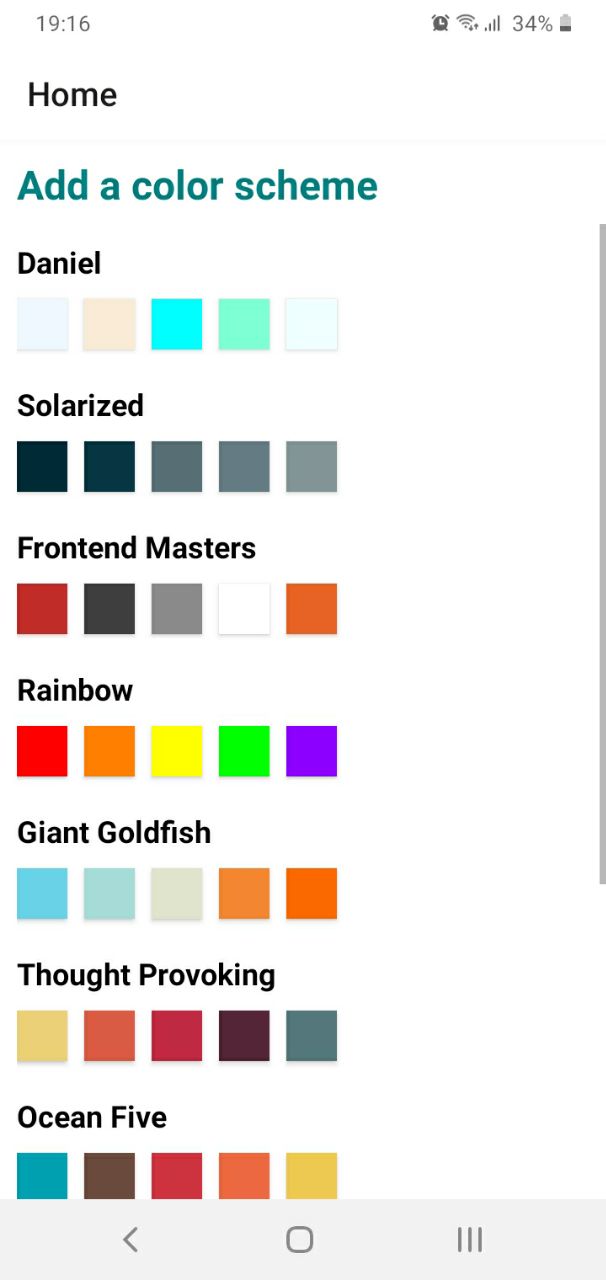 19:16
34%
Home
Add a color scheme
Daniel
Solarized
Frontend Masters
Rainbow
Giant Goldfish
Thought Provoking
Ocean Five